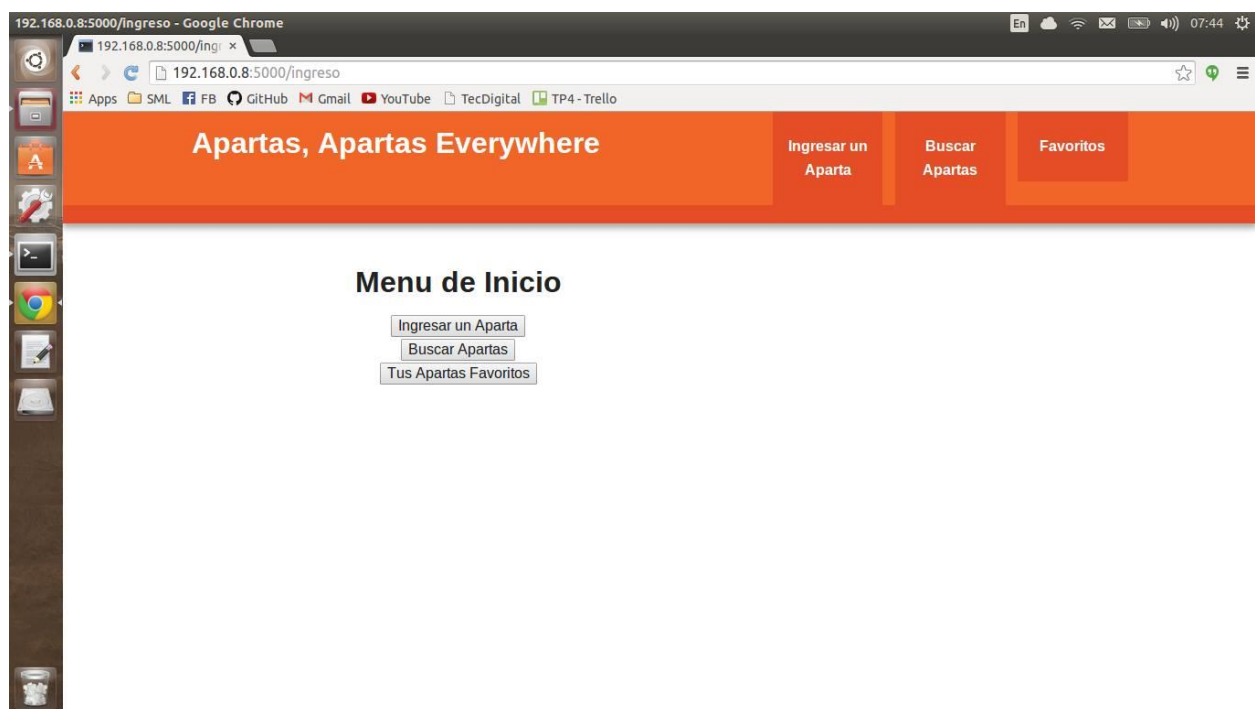 192.168.0.8:5000/ingreso - Google Chrome
En
07:44
192.168.0.8:5000/ingr
192.168.0.8:5000/ingreso
Apps SML FB GitHub Gmail YouTube TecDigital TP4 - Trello
Apartas, Apartas Everywhere
Ingresar un
Aparta
Buscar
Apartas
Favoritos
Menu de Inicio
Ingresar un Aparta
Buscar Apartas
Tus Apartas Favoritos